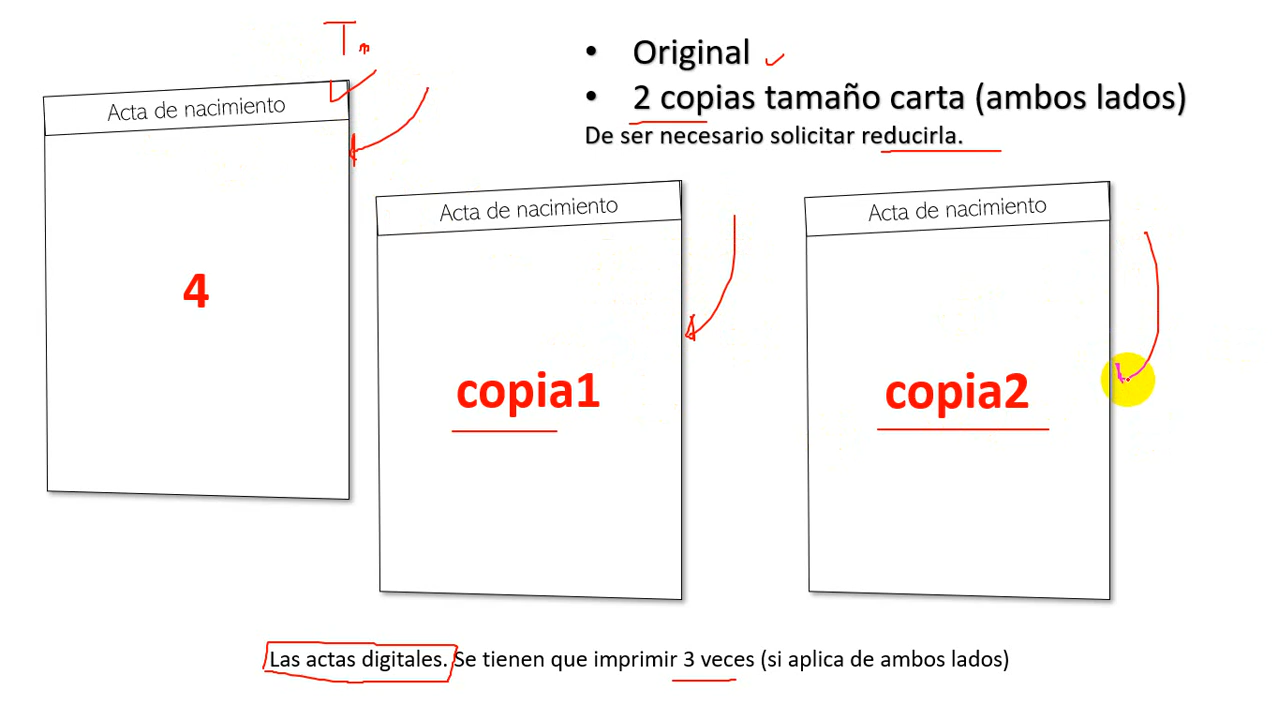 • Original
• 2 copias tamaño carta (ambos lados)
De ser necesario solicitar reducirla.
Acta de nacimiento
4
Acta de nacimiento
copia1
Acta de nacimiento
copia2
Las actas digitales. Se tienen que imprimir 3 veces (si aplica de ambos lados)